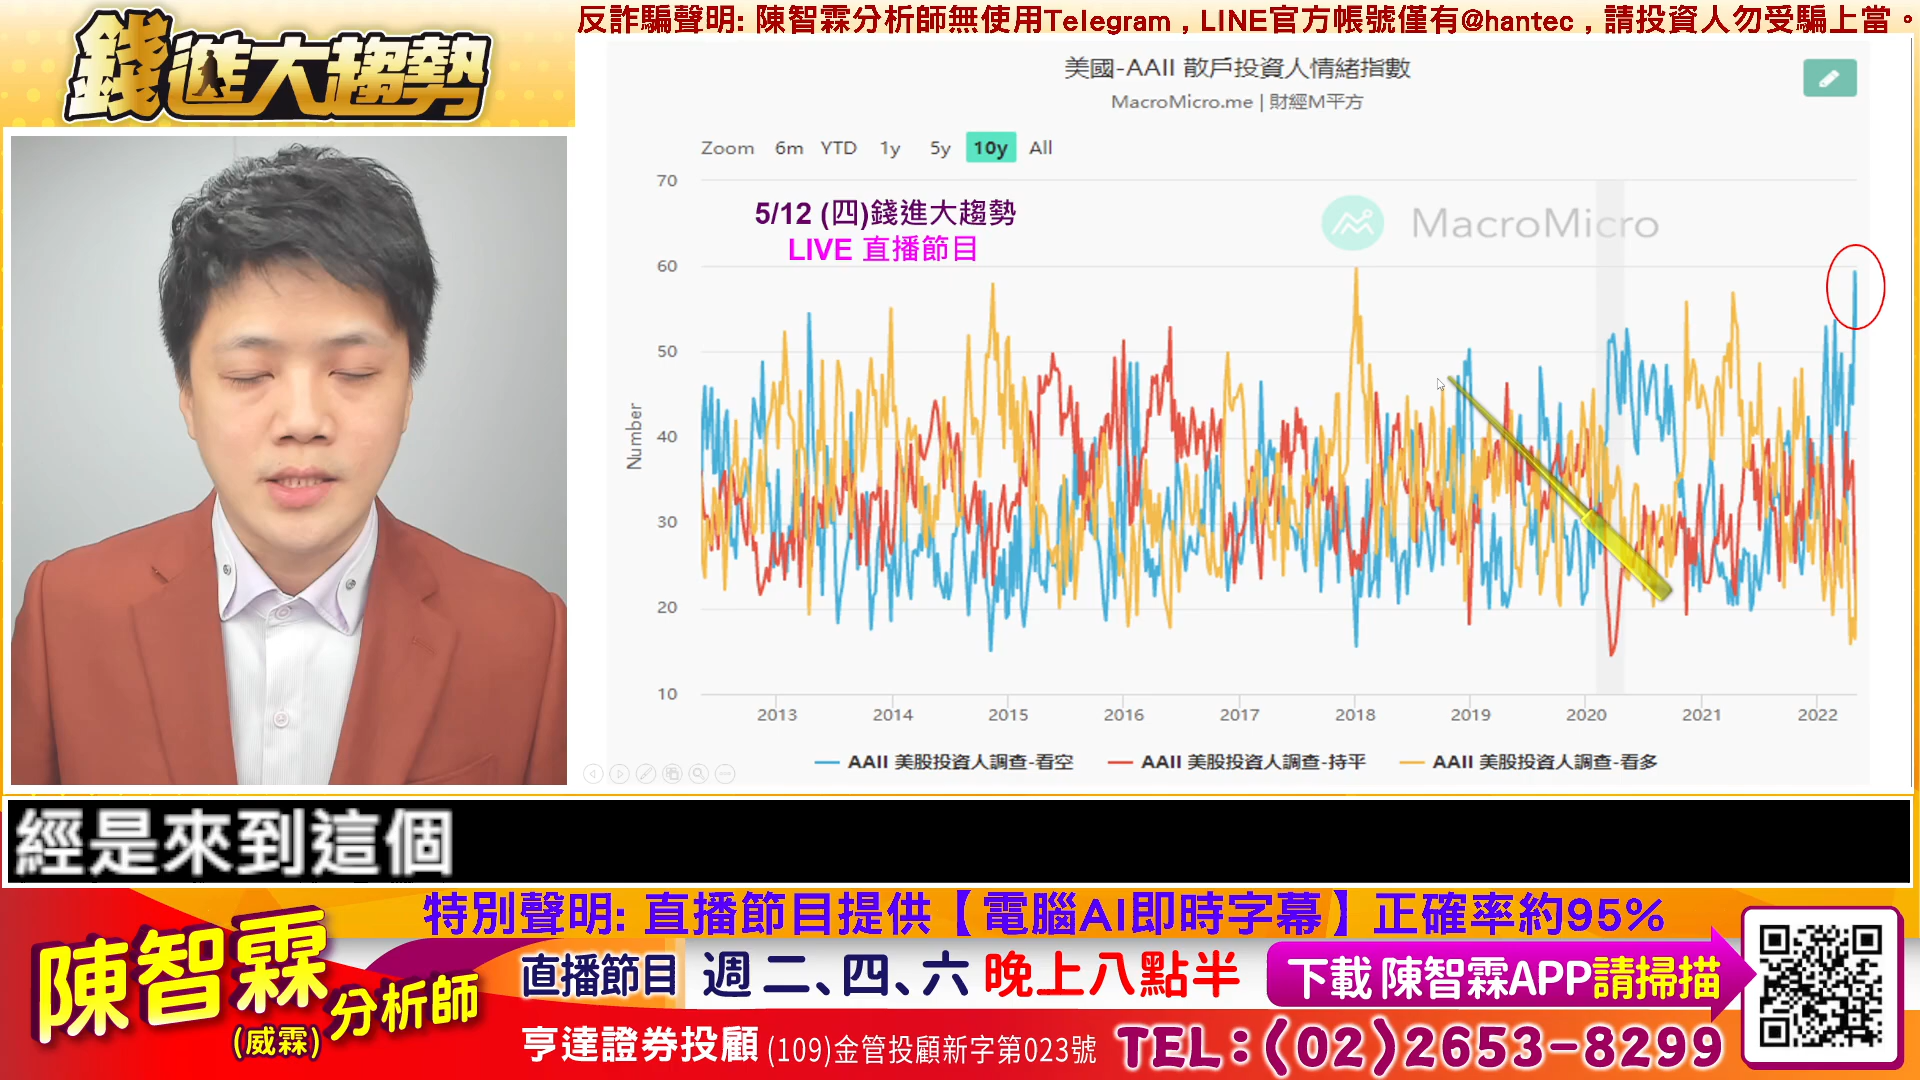 反詐騙聲明: 陳智霖分析師無使用Telegram , LINE官方帳號僅有@hantec , 請投資人勿受騙上當。
錢進大趨勢
美國-AAII 散戶投資人情緒指數
MacroMicro.me | 財經M平方
Zoom 6m YTD 1y 5y 10y All
5/12 (四)錢進大趨勢
LIVE 直播節目
MacroMicro
70
60
50
40
30
20
10
Number
2013 2014 2015 2016 2017 2018 2019 2020 2021 2022
AAII 美股投資人調查-看空 AAII 美股投資人調查-持平 AAII 美股投資人調查-看多
經是來到這個
特別聲明: 直播節目提供【電腦AI即時字幕】正確率約95%
陳智霖分析師
(威霖)
直播節目 週二、四、六 晚上八點半
下載 陳智霖APP請掃描
亨達證券投顧 (109)金管投顧新字第023號 TEL:(02)2653-8299